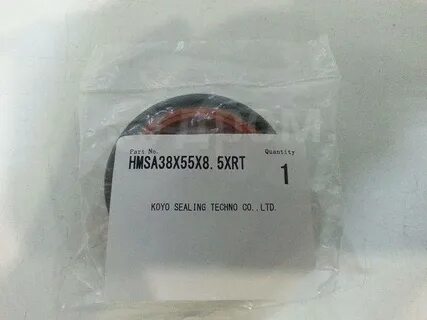 Part No.
Quantity
HMSA38X55X8.5XRT
1
KOYO SEALING TECHNO CO.,LTD.